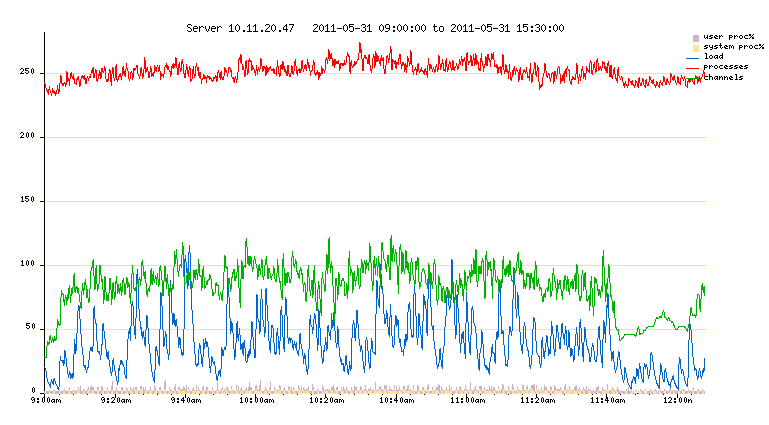 Server 10.11.20.47 2011-05-31 09:00:00 to 2011-05-31 15:30:00
user proc%
system proc%
load
processes
channels
250
200
150
100
50
0
9:00am 9:20am 9:40am 10:00am 10:20am 10:40am 11:00am 11:20am 11:40am 12:00am